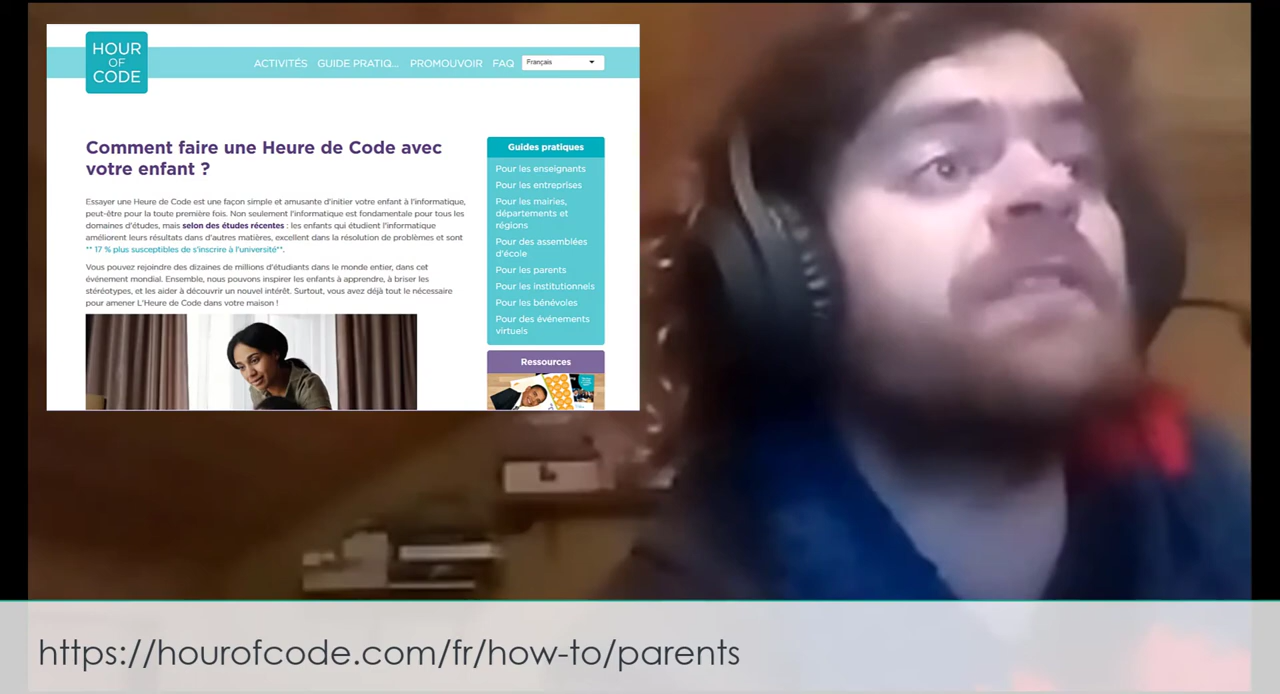 HOUR
OF
CODE
ACTIVITÉS GUIDE PRATIQ... PROMOUVOIR FAQ Français
Comment faire une Heure de Code avec
votre enfant ?
Essayer une Heure de Code est une façon simple et amusante d'initier votre enfant à l'informatique,
peut-être pour la toute première fois. Non seulement l'informatique est fondamentale pour tous les
domaines d'études, mais selon des études récentes : les enfants qui étudient l'informatique
améliorent leurs résultats dans d'autres matières, excellent dans la résolution de problèmes et sont
** 17 % plus susceptibles de s'inscrire à l'université**.
Vous pouvez rejoindre des dizaines de millions d'étudiants dans le monde entier, dans cet
événement mondial. Ensemble, nous pouvons inspirer les enfants à apprendre, à briser les
stéréotypes, et les aider à découvrir un nouvel intérêt. Surtout, vous avez déjà tout le nécessaire
pour amener L'Heure de Code dans votre maison !
Guides pratiques
Pour les enseignants
Pour les entreprises
Pour les mairies,
départements et
régions
Pour des assemblées
d'école
Pour les parents
Pour les institutionnels
Pour les bénévoles
Pour des événements
virtuels
Ressources
https://hourofcode.com/fr/how-to/parents